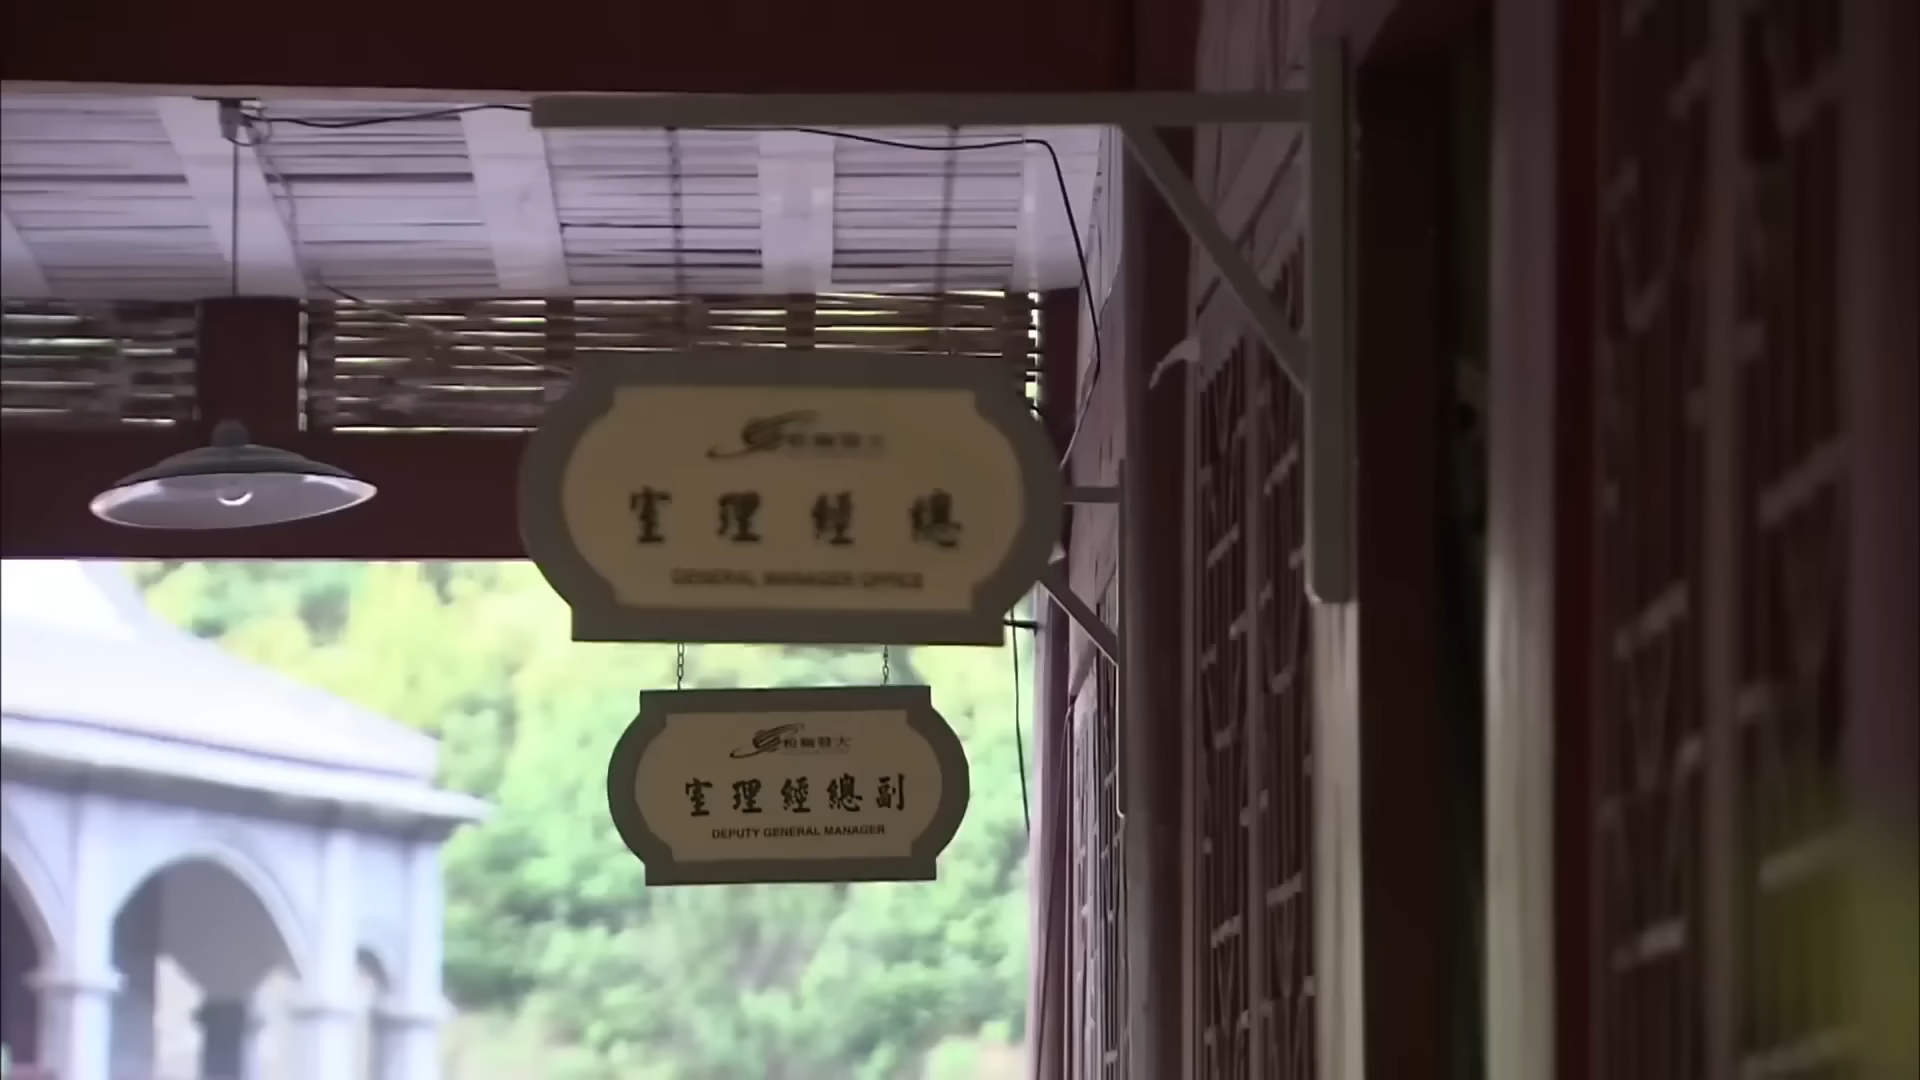 總經理室
GENERAL MANAGER OFFICE
副總經理室
DEPUTY GENERAL MANAGER